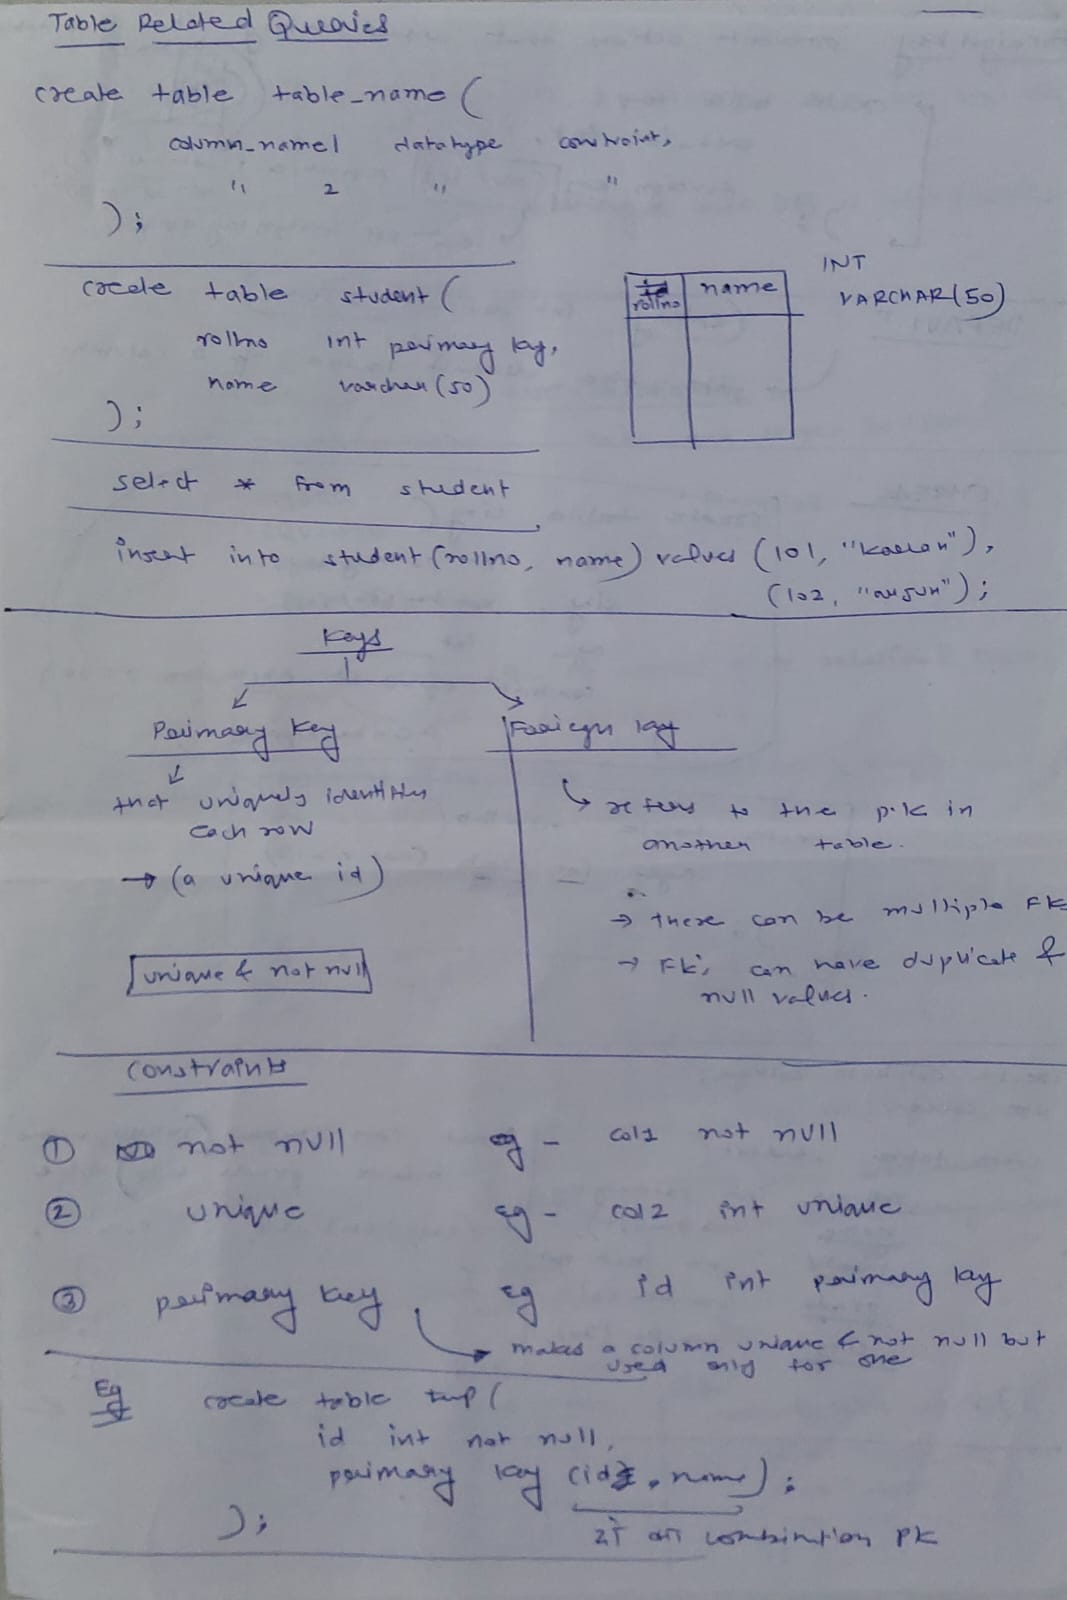 Table Related Queries
create table table_name (
column_name1 datatype constraint,
" 2 " "
);
create table student (
rollno int primary key,
name varchar (50)
);
rollno name
INT
VARCHAR (50)
select * from student
insert into student (rollno, name) values (101, "karan"),
(102, "arjun");
Keys
Primary Key
Foreign key
that uniquely identifies
each row
→ (a unique id)
unique & not null
refers to the p.k in
another table.
→ there can be multiple FK
→ FK's can have duplicate &
null values.
Constraints
① not null eg - col1 not null
② unique eg - col2 int unique
③ primary key eg id int primary key
makes a column unique & not null but
used only for one
Eg create table temp (
id int not null,
primary key (id, name);
);
combination PK